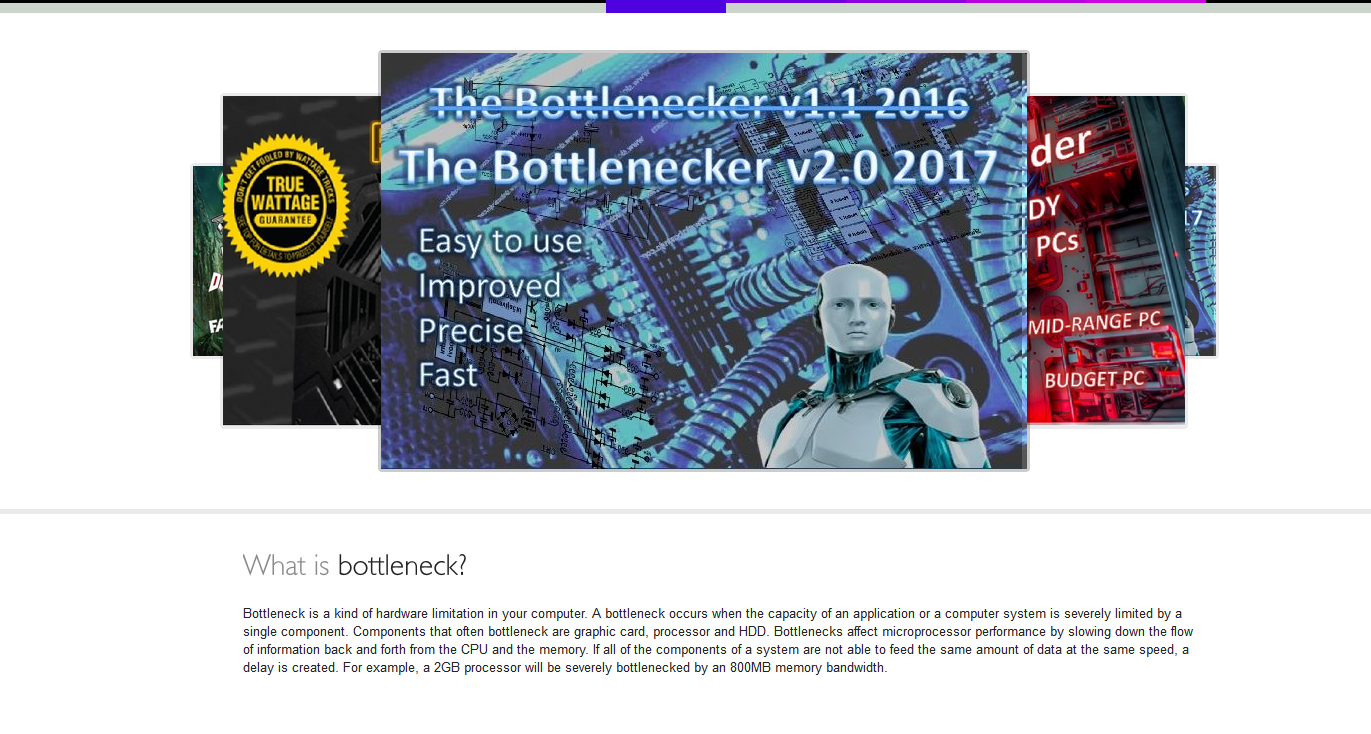 The Bottlenecker v1.1 2016
The Bottlenecker v2.0 2017
Easy to use
Improved
Precise
Fast
DON'T GET FOOLED BY WATTAGE TRICKS
TRUE
WATTAGE
GUARANTEE
der
DY
PCs
MID-RANGE PC
BUDGET PC
17
What is bottleneck?
Bottleneck is a kind of hardware limitation in your computer. A bottleneck occurs when the capacity of an application or a computer system is severely limited by a
single component. Components that often bottleneck are graphic card, processor and HDD. Bottlenecks affect microprocessor performance by slowing down the flow
of information back and forth from the CPU and the memory. If all of the components of a system are not able to feed the same amount of data at the same speed, a
delay is created. For example, a 2GB processor will be severely bottlenecked by an 800MB memory bandwidth.